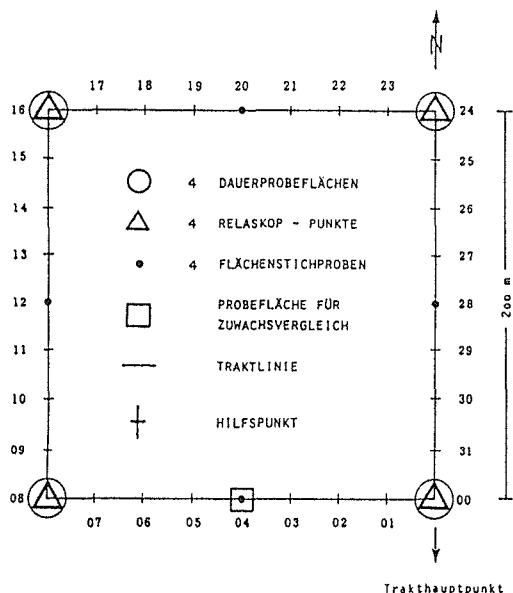 N
17 18 19 20 21 22 23
16
24
15
25
4 DAUERPROBEFLÄCHEN
14
26
4 RELASKOP - PUNKTE
13
27
4 FLÄCHENSTICHPROBEN
12
28
200 m
PROBEFLÄCHE FÜR
ZUWACHSVERGLEICH
11
29
TRAKTLINIE
10
30
HILFSPUNKT
09
31
08
00
07 06 05 04 03 02 01
Trakthauptpunkt